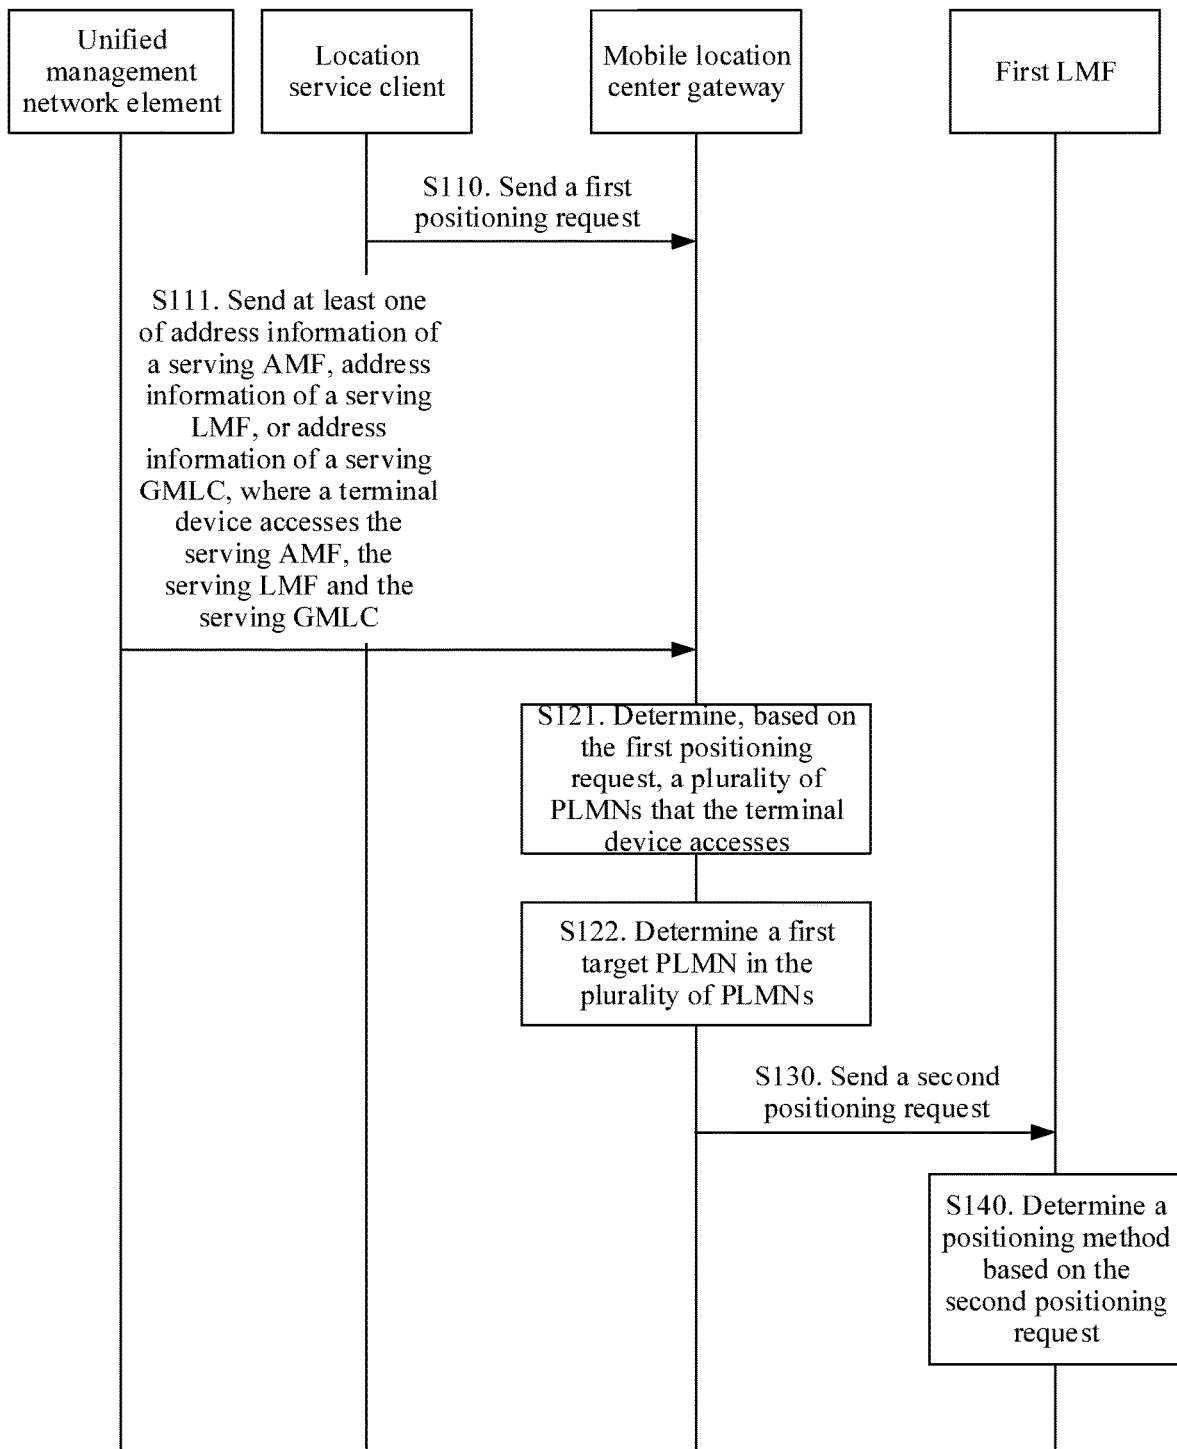 Unified
management
network element
Location
service client
Mobile location
center gateway
First LMF
S110. Send a first
positioning request
S111. Send at least one
of address information of
a serving AMF, address
information of a serving
LMF, or address
information of a serving
GMLC, where a terminal
device accesses the
serving AMF, the
serving LMF and the
serving GMLC
S121. Determine, based on
the first positioning
request, a plurality of
PLMNs that the terminal
device accesses
S122. Determine a first
target PLMN in the
plurality of PLMNs
S130. Send a second
positioning request
S140. Determine a
positioning method
based on the
second positioning
request